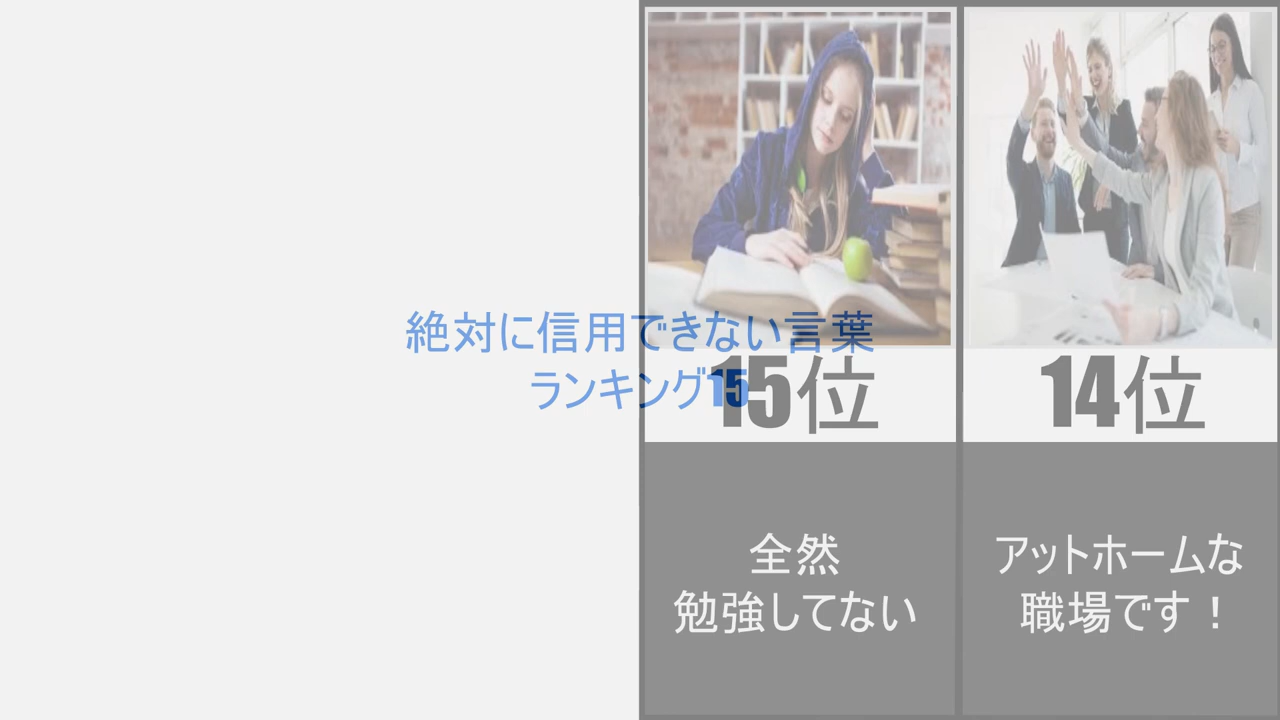 絶対に信用できない言葉
ランキング15
15位
全然
勉強してない
14位
アットホームな
職場です！